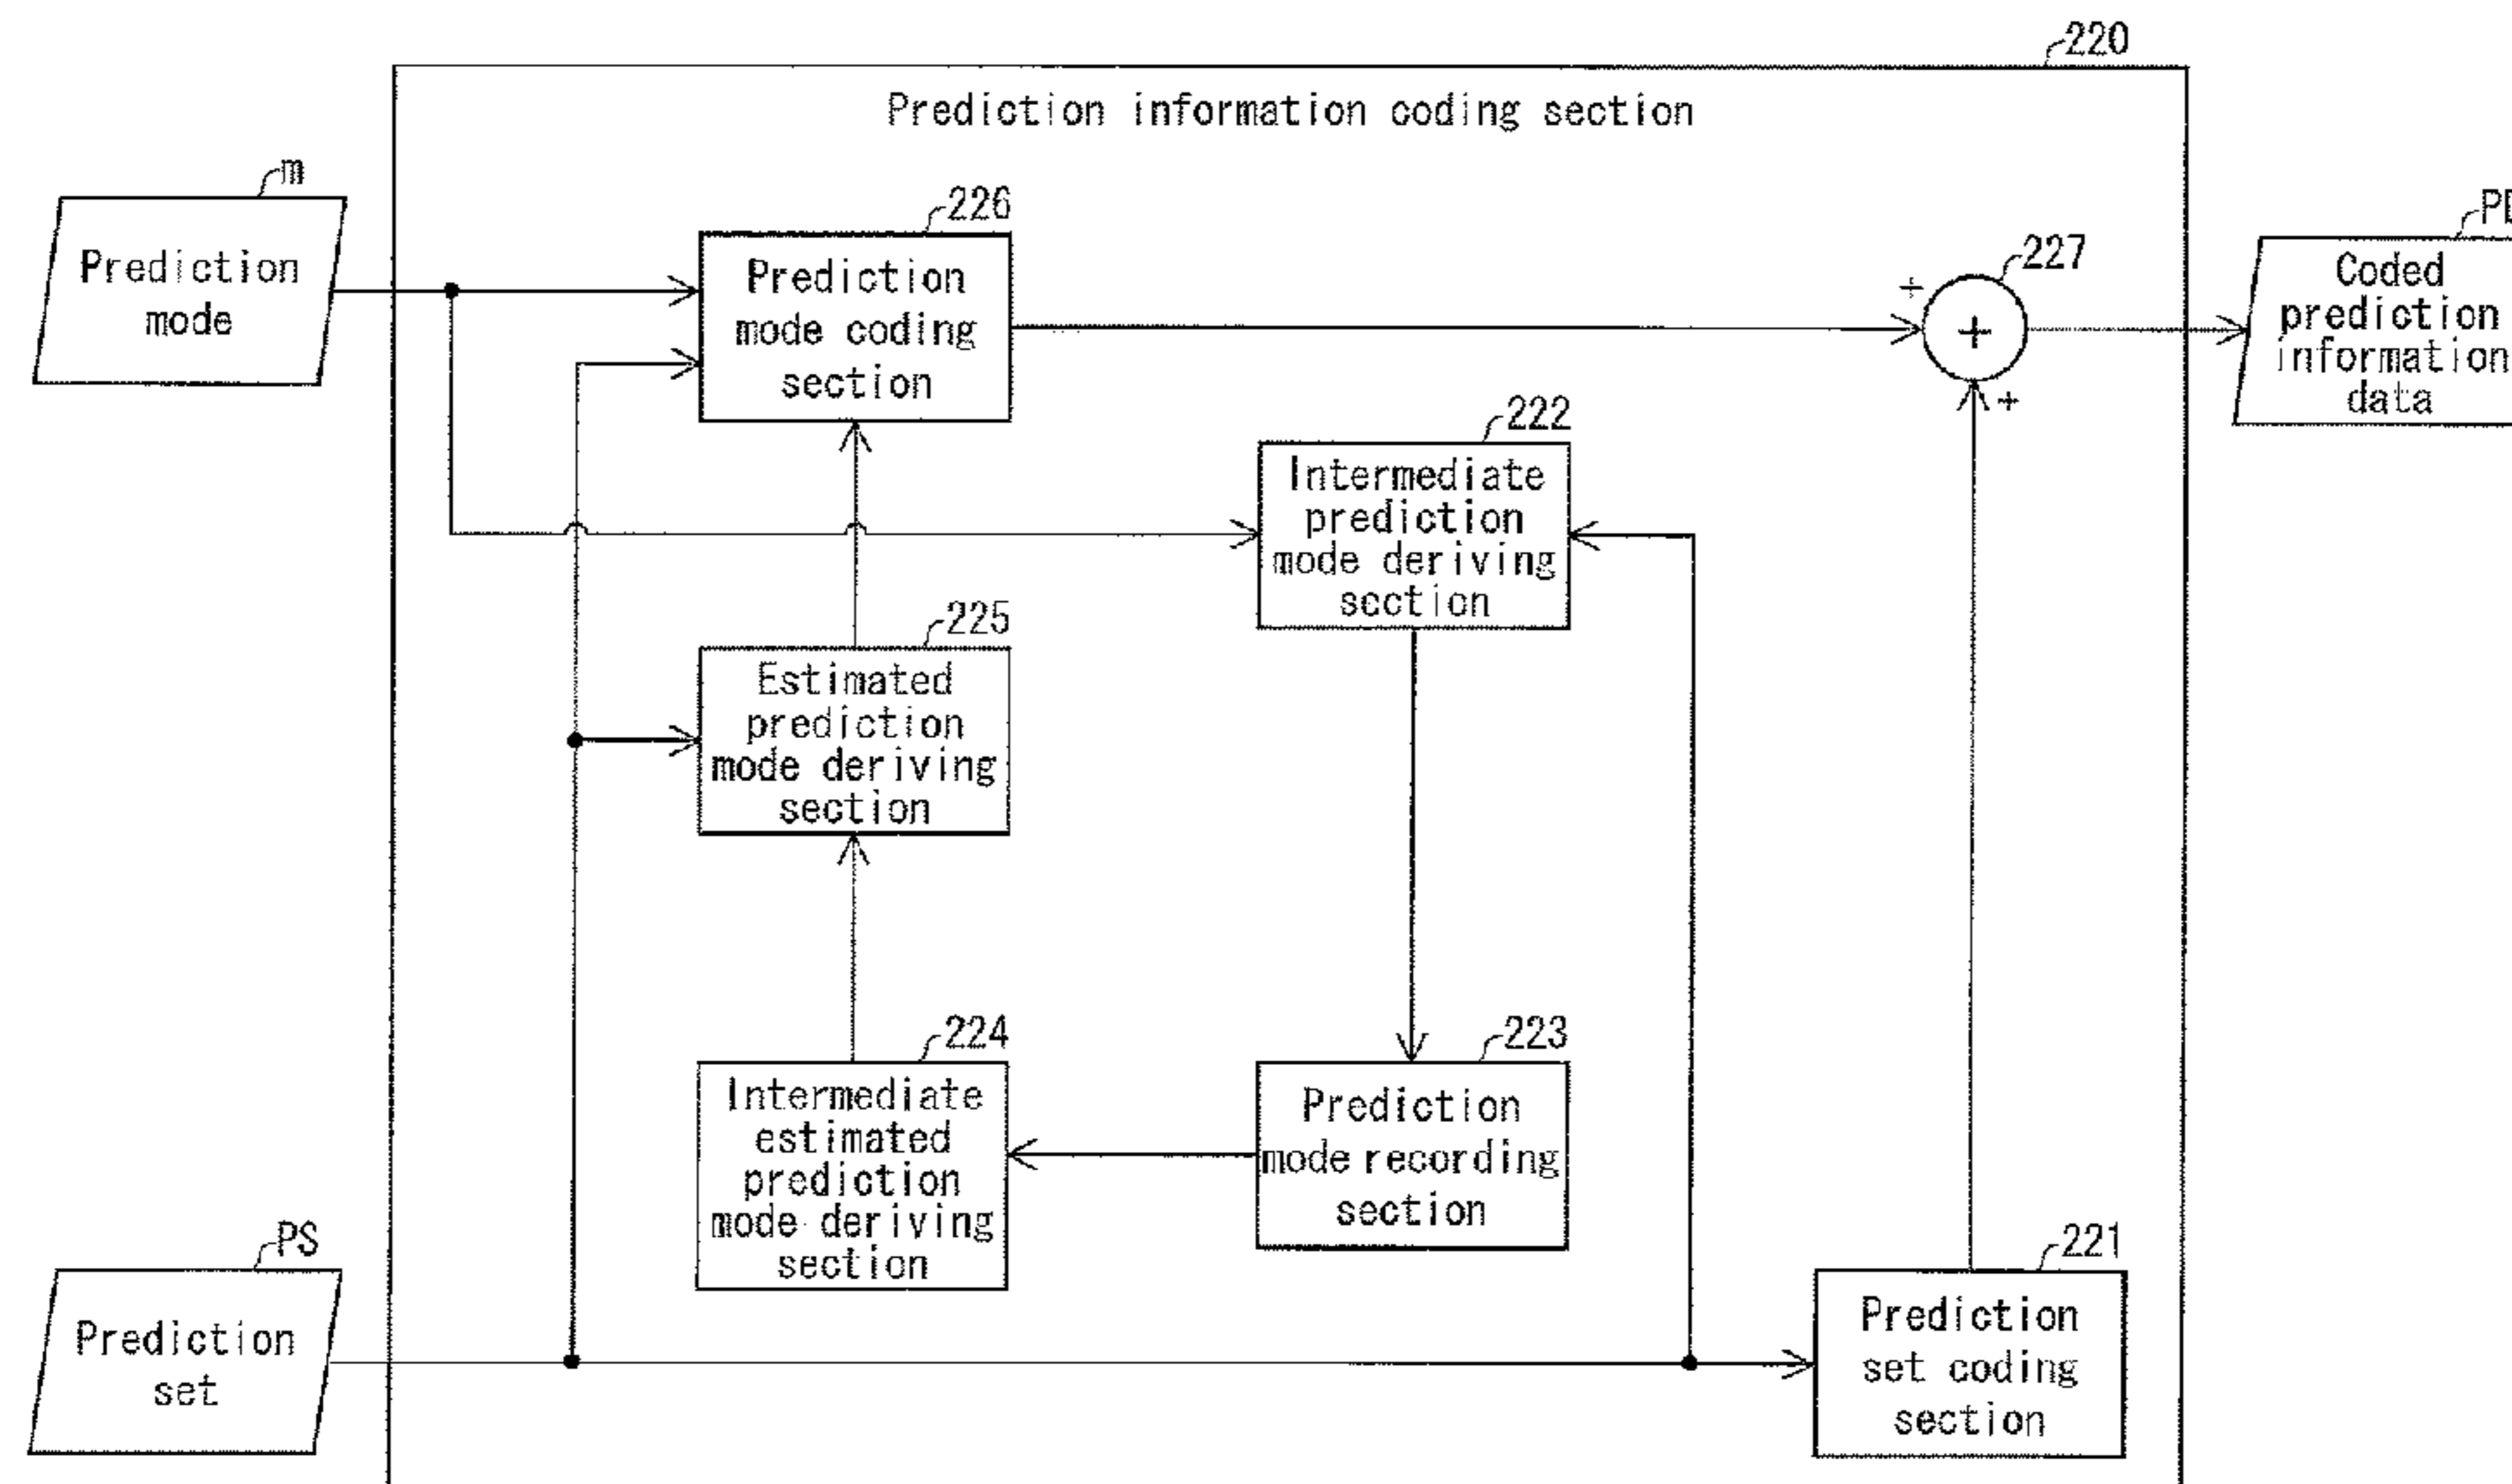 220
Prediction information coding section
m
Prediction
mode
226
Prediction
mode coding
section
+
227
+
+
Coded
prediction
information
data
222
Intermediate
prediction
mode deriving
section
225
Estimated
prediction
mode deriving
section
224
Intermediate
estimated
prediction
mode deriving
section
223
Prediction
mode recording
section
PS
Prediction
set
221
Prediction
set coding
section